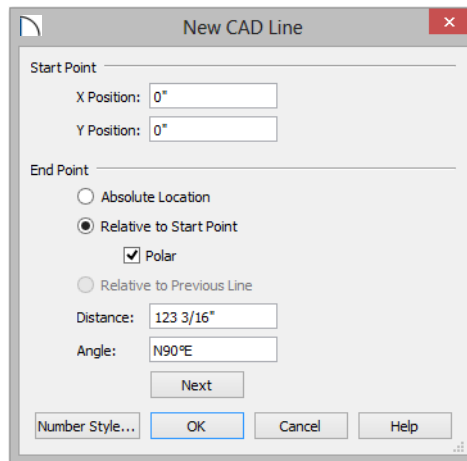 New CAD Line
Start Point
X Position: 0"
Y Position: 0"
End Point
Absolute Location
Relative to Start Point
Polar
Relative to Previous Line
Distance: 123 3/16"
Angle: N90°E
Next
Number Style... OK Cancel Help